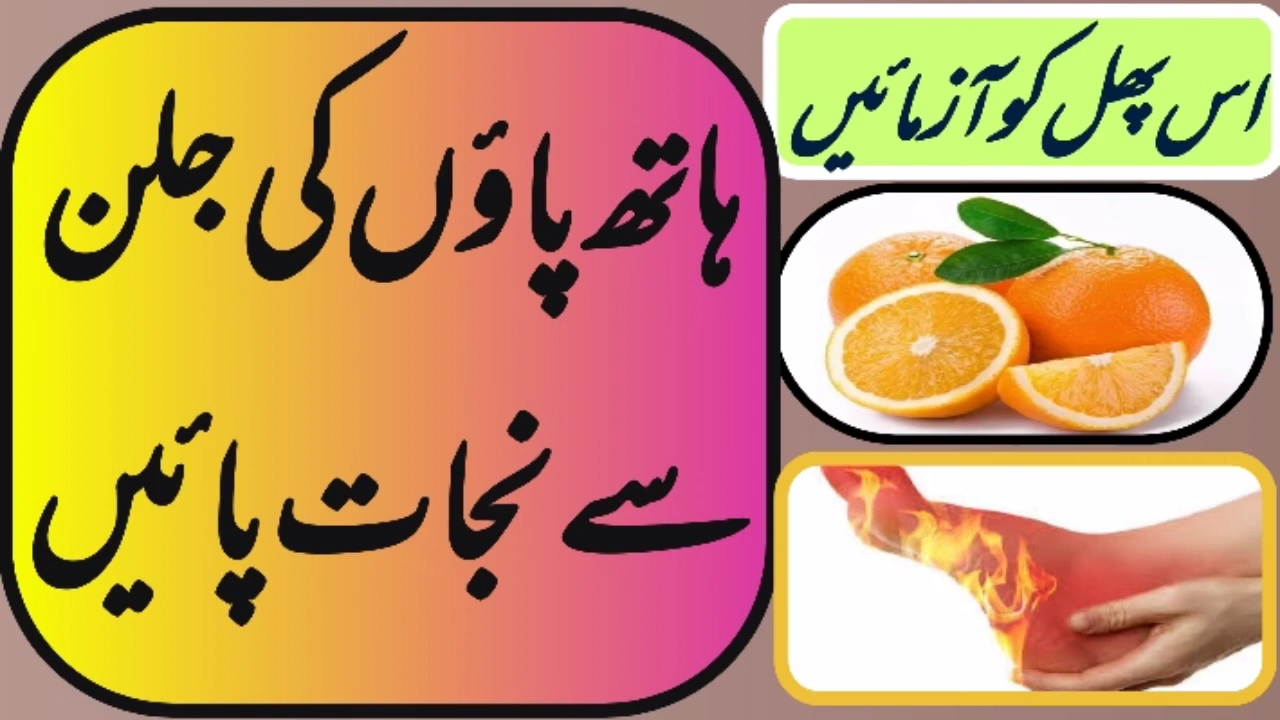 اس پھل کو آزمائیں
ہاتھ پاؤں کی جلن
سے نجات پائیں